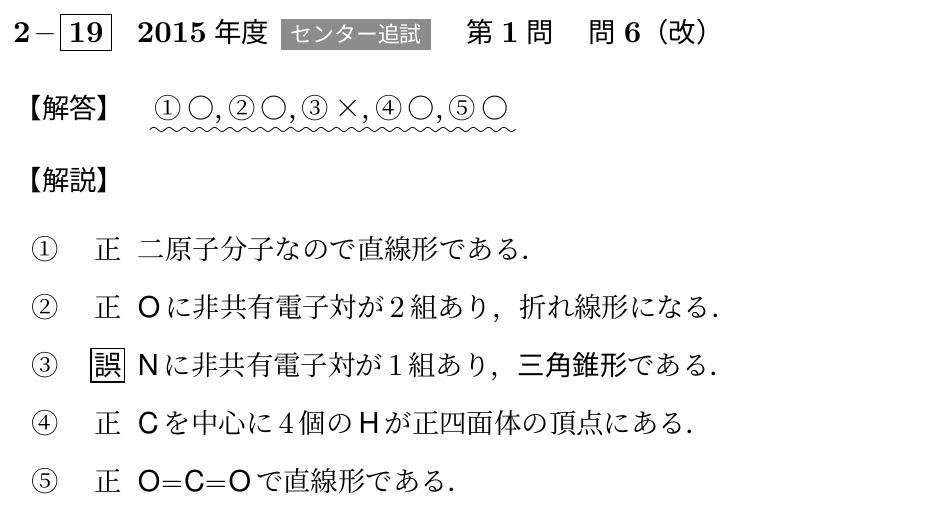 2－19 2015 年度 センター追試 第 1 問 問 6（改）
【解答】 ①○,②○,③×,④○,⑤○
【解説】
① 正 二原子分子なので直線形である．
② 正 Oに非共有電子対が2組あり，折れ線形になる．
③ 誤 Nに非共有電子対が1組あり，三角錐形である．
④ 正 Cを中心に4個のHが正四面体の頂点にある．
⑤ 正 O=C=Oで直線形である．